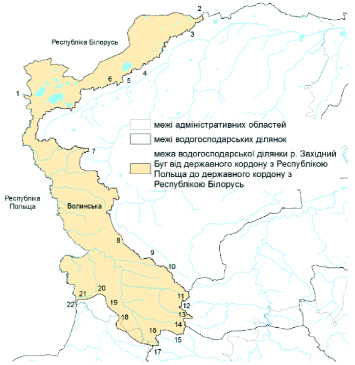 2
Республіка Білорусь
3
4
5
6
1
межі адміністративних областей
межі водогосподарських ділянок
межа водогосподарської ділянки р. Західний
Буг від державного кордону з Республікою
Польща до державного кордону з
Республікою Білорусь
7
Республіка
Польща
Волинська
8
9
10
11
12
13
14
15
16
17
18
19
20
21
22